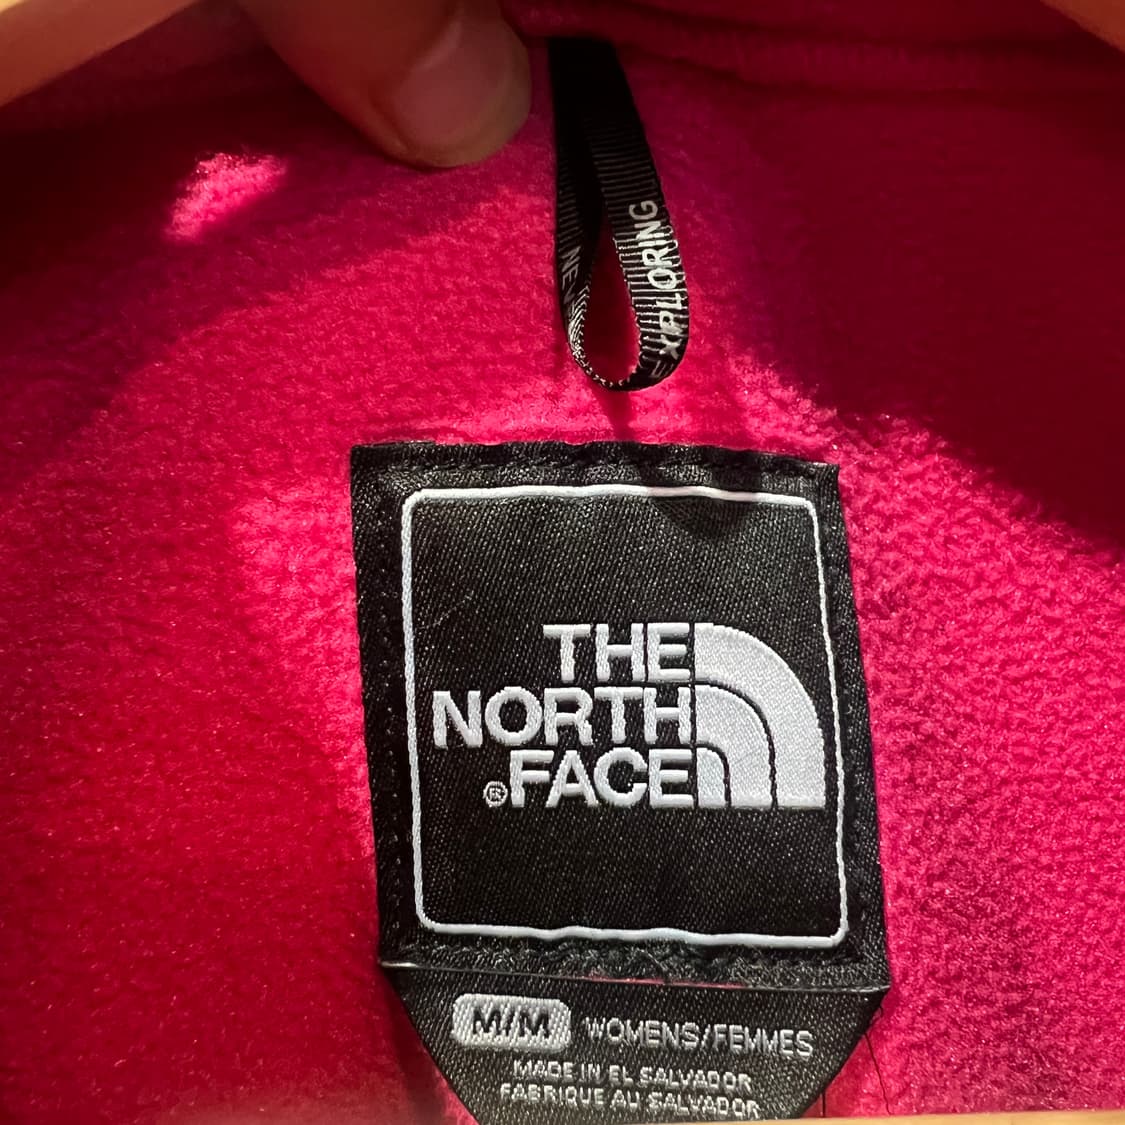 EXPLORING
THE
NORTH
®FACE
M/M WOMENS/FEMMES
MADE IN EL SALVADOR
FABRIQUE AU SALVADOR